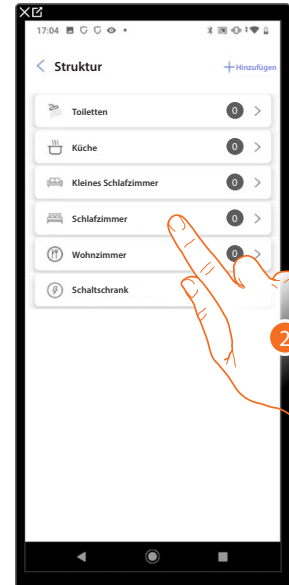 17:04
Struktur
Hinzufügen
Toiletten 0
Küche 0
Kleines Schlafzimmer 0
Schlafzimmer 0
Wohnzimmer 0
Schaltschrank
2